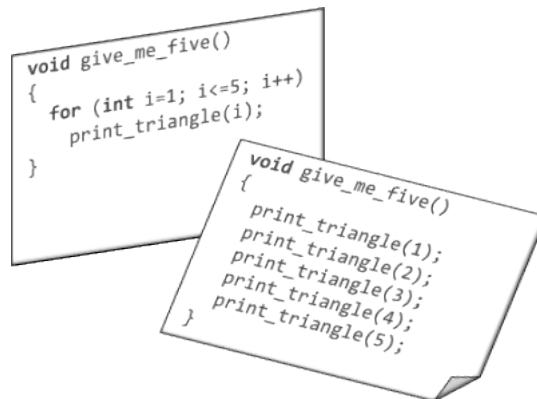 void give_me_five()
{
for (int i=1; i<=5; i++)
print_triangle(i);
}
void give_me_five()
{
print_triangle(1);
print_triangle(2);
print_triangle(3);
print_triangle(4);
print_triangle(5);
}